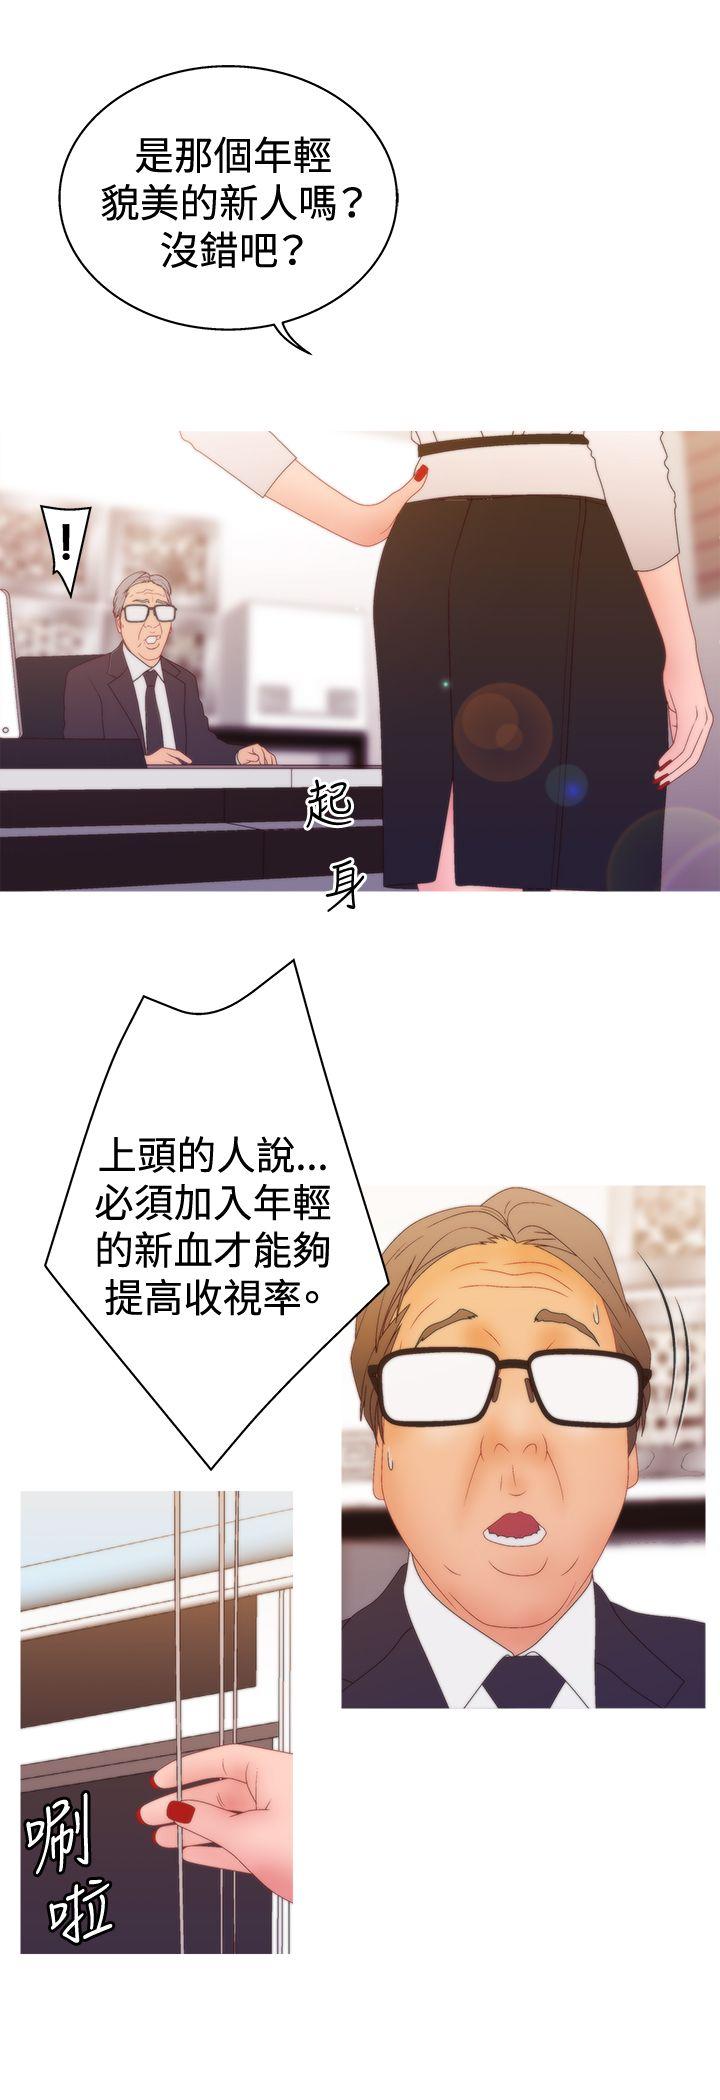 是那個年輕
貌美的新人嗎?
沒錯吧?
!
起
身
上頭的人說…
必須加入年輕
的新血才能夠
提高收視率。
唰
啦